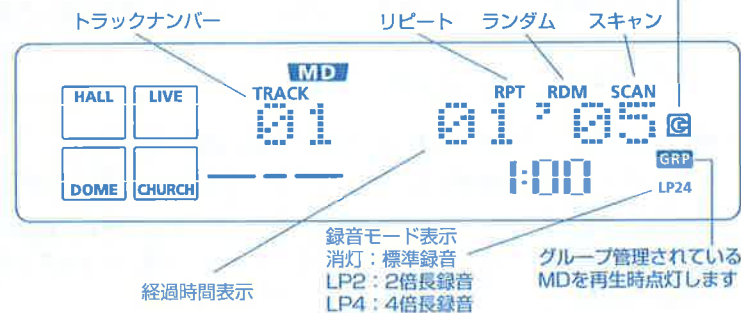 トラックナンバー
リピート ランダム スキャン
MD
HALL LIVE TRACK RPT RDM SCAN
01 01'05 C
DOME CHURCH 1:00 GRP
LP24
録音モード表示
消灯：標準録音
LP2：2倍長録音
LP4：4倍長録音
経過時間表示
グループ管理されている
MDを再生時点灯します